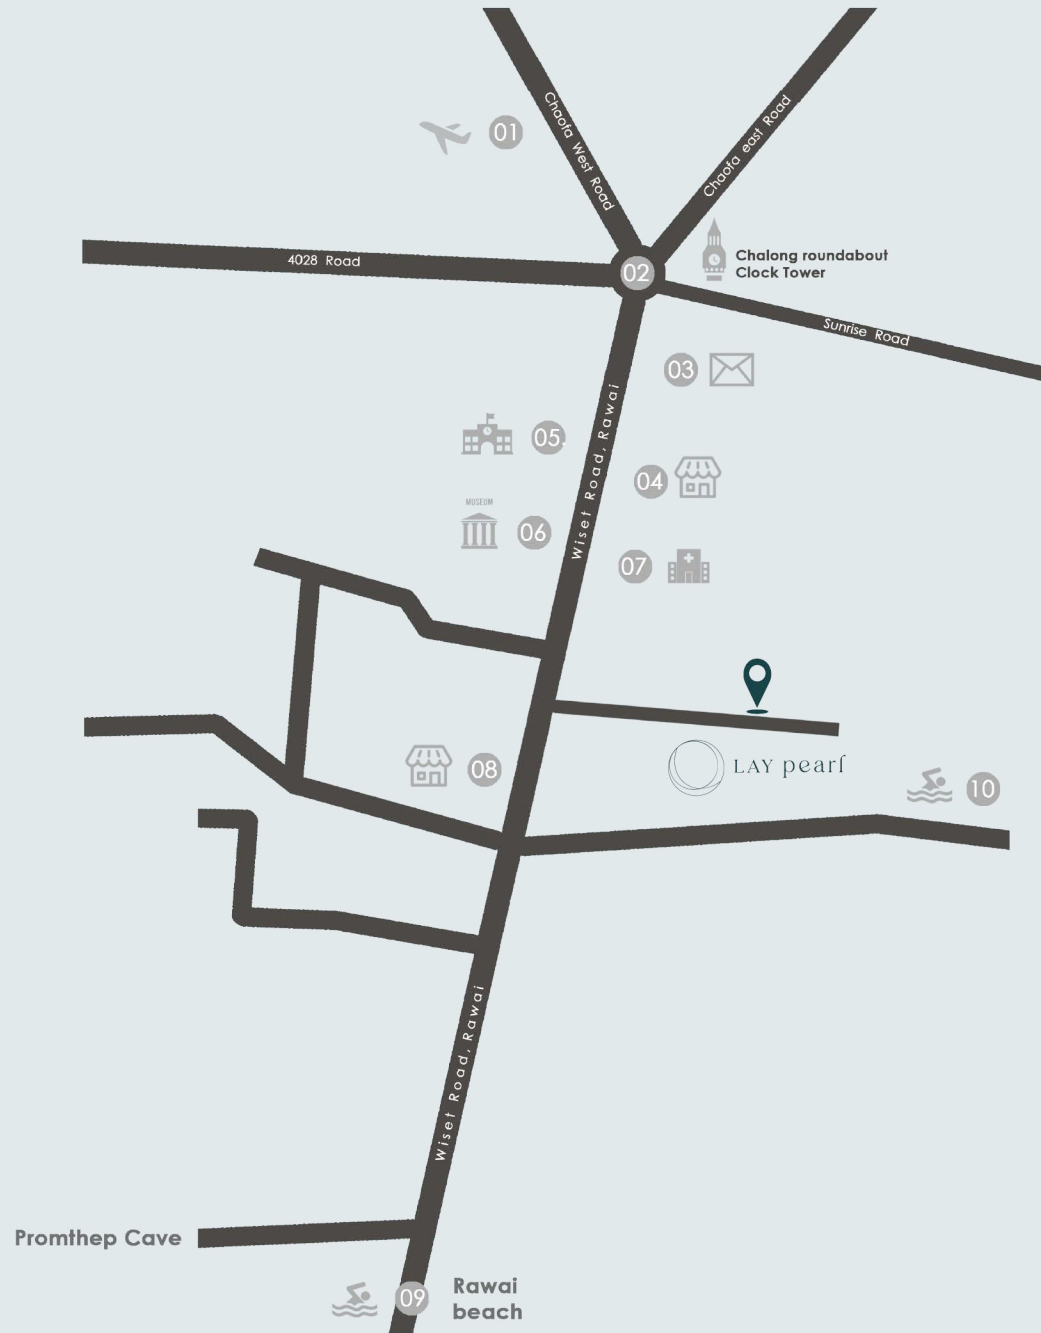 01
Chaofa West Road
Chaofa east Road
4028 Road
02
Chalong roundabout
Clock Tower
Sunrise Road
03
Wiset Road, Rawai
05.
04
MUSEUM
06
07
08
LAY pearl
10
Wiset Road, Rawai
Promthep Cave
09
Rawai
beach